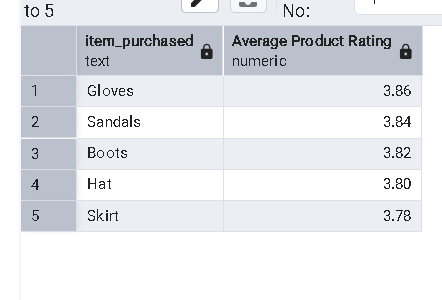 to 5
No:
item_purchased Average Product Rating
text numeric
1 Gloves 3.86
2 Sandals 3.84
3 Boots 3.82
4 Hat 3.80
5 Skirt 3.78